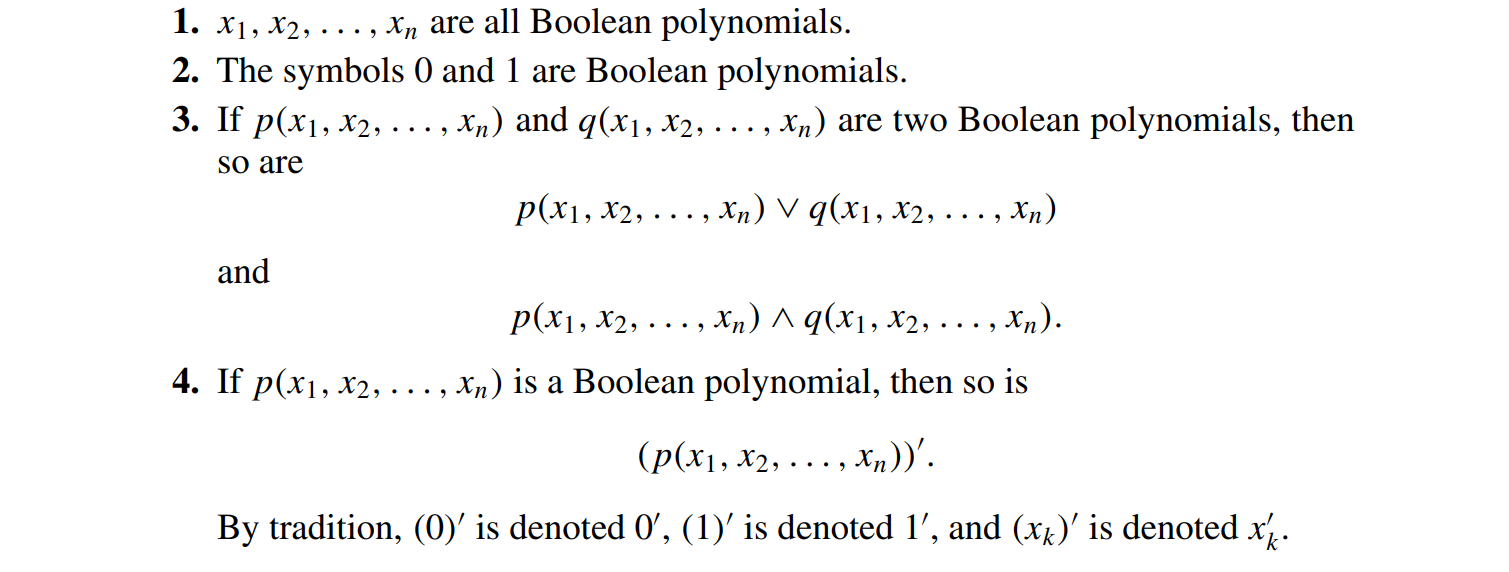 1. x₁, x₂, . . . , xₙ are all Boolean polynomials.
2. The symbols 0 and 1 are Boolean polynomials.
3. If p(x₁, x₂, . . . , xₙ) and q(x₁, x₂, . . . , xₙ) are two Boolean polynomials, then
so are
p(x₁, x₂, . . . , xₙ) ∨ q(x₁, x₂, . . . , xₙ)
and
p(x₁, x₂, . . . , xₙ) ∧ q(x₁, x₂, . . . , xₙ).
4. If p(x₁, x₂, . . . , xₙ) is a Boolean polynomial, then so is
(p(x₁, x₂, . . . , xₙ))′.
By tradition, (0)′ is denoted 0′, (1)′ is denoted 1′, and (xₖ)′ is denoted x′ₖ.